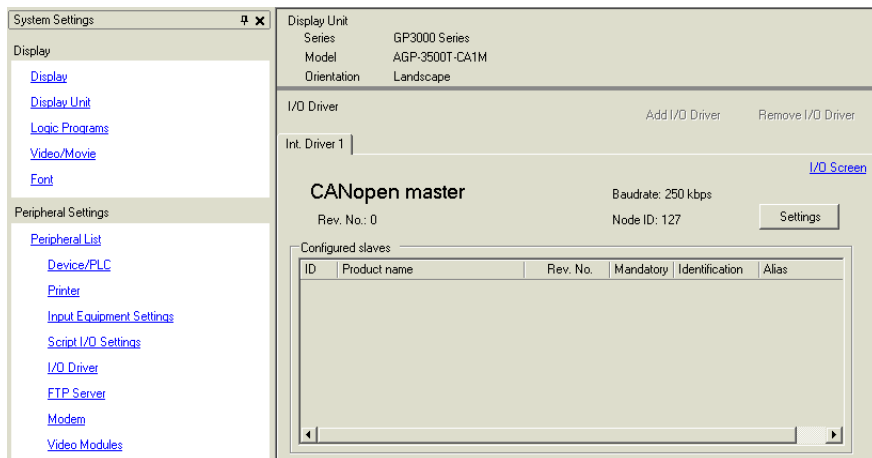 System Settings
Display
Display
Display Unit
Logic Programs
Video/Movie
Font
Peripheral Settings
Peripheral List
Device/PLC
Printer
Input Equipment Settings
Script I/O Settings
I/O Driver
FTP Server
Modem
Video Modules
Display Unit
Series GP3000 Series
Model AGP-3500T-CA1M
Orientation Landscape
I/O Driver Add I/O Driver Remove I/O Driver
Int. Driver 1
I/O Screen
CANopen master Baudrate: 250 kbps
Rev. No.: 0 Node ID: 127 Settings
Configured slaves
ID Product name Rev. No. Mandatory Identification Alias